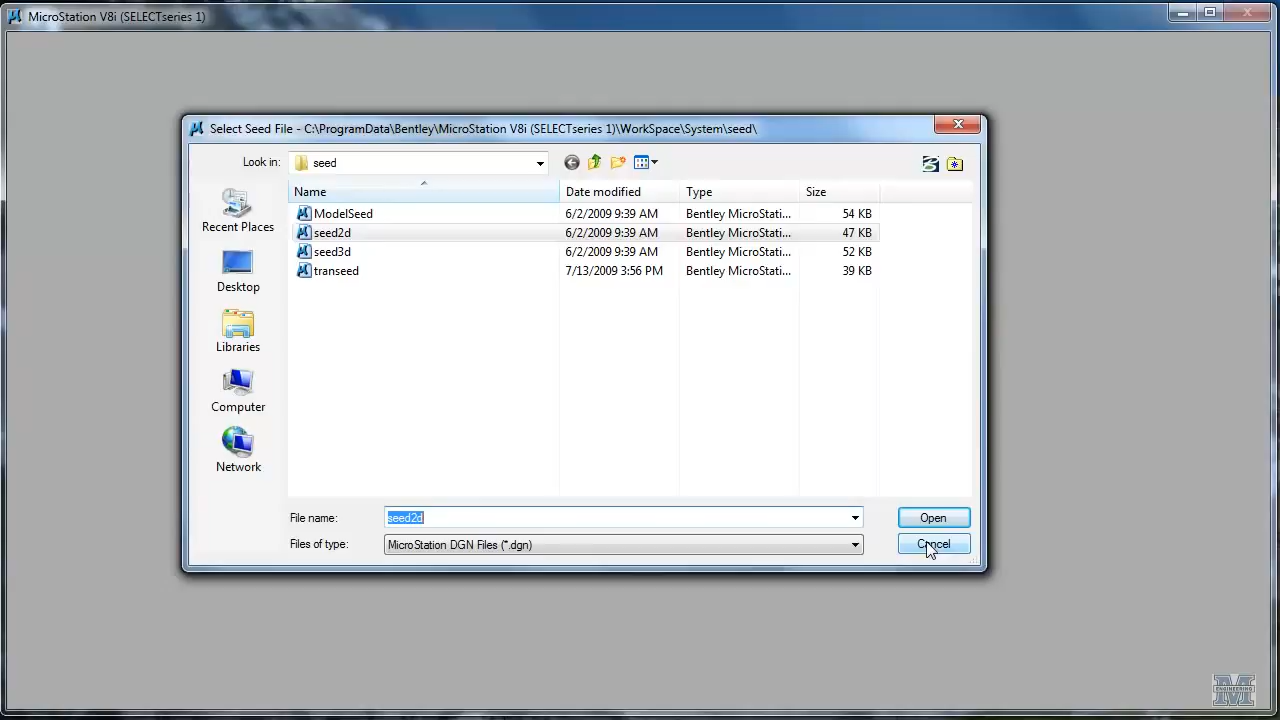 MicroStation V8i (SELECTseries 1)
Select Seed File - C:\ProgramData\Bentley\MicroStation V8i (SELECTseries 1)\WorkSpace\System\seed\
Look in: seed
Name Date modified Type Size
ModelSeed 6/2/2009 9:39 AM Bentley MicroStati... 54 KB
seed2d 6/2/2009 9:39 AM Bentley MicroStati... 47 KB
seed3d 6/2/2009 9:39 AM Bentley MicroStati... 52 KB
transeed 7/13/2009 3:56 PM Bentley MicroStati... 39 KB
Recent Places
Desktop
Libraries
Computer
Network
File name: seed2d Open
Files of type: MicroStation DGN Files (*.dgn) Cancel
M
ENGINEERING